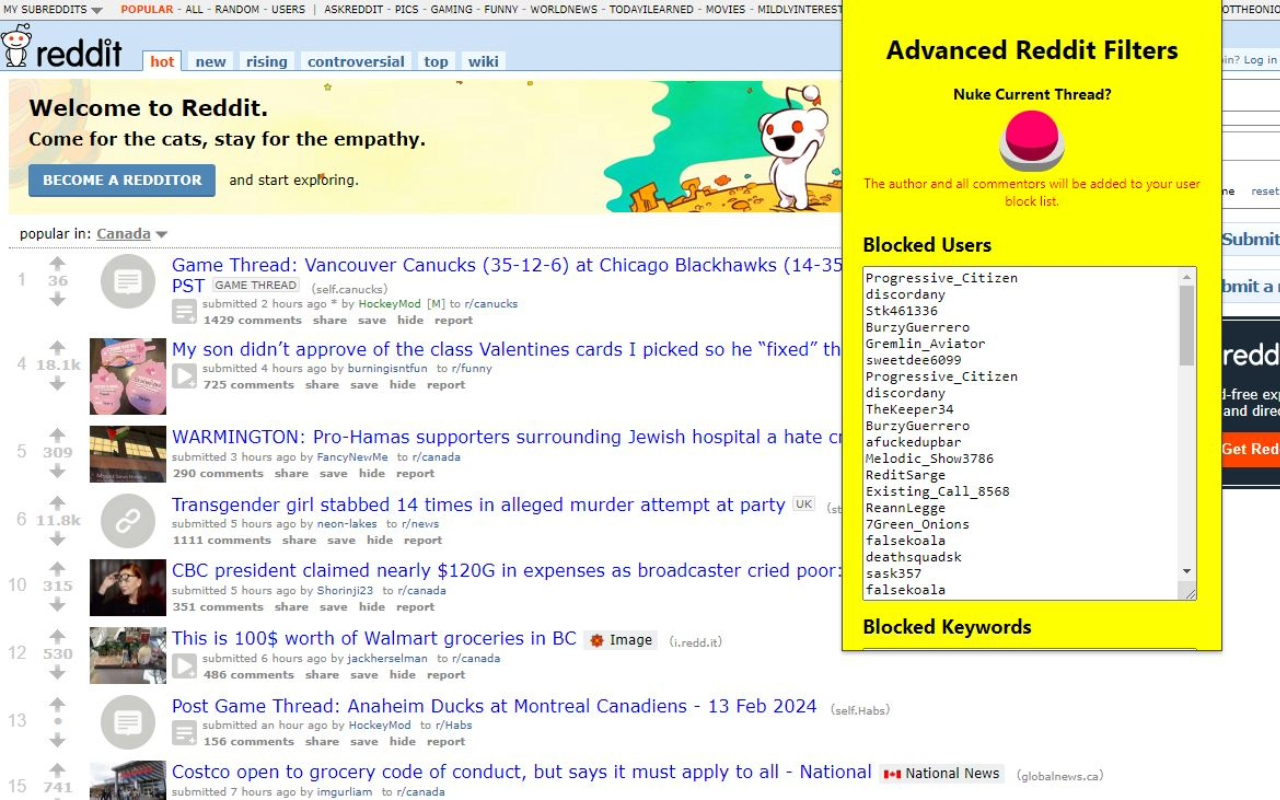 MY SUBREDDITS POPULAR - ALL - RANDOM - USERS | ASKREDDIT - PICS - GAMING - FUNNY - WORLDNEWS - TODAYILEARNED - MOVIES - MILDLYINTEREST OTTHEONIO
reddit
hot new rising controversial top wiki
Log in
Welcome to Reddit.
Come for the cats, stay for the empathy.
BECOME A REDDITOR and start exploring.
popular in: Canada
1
36
Game Thread: Vancouver Canucks (35-12-6) at Chicago Blackhawks (14-35
PST GAME THREAD (self.canucks)
submitted 2 hours ago * by HockeyMod [M] to r/canucks
1429 comments share save hide report
4
18.1k
My son didn’t approve of the class Valentines cards I picked so he “fixed” th
submitted 4 hours ago by burningisntfun to r/funny
725 comments share save hide report
5
309
WARMINGTON: Pro-Hamas supporters surrounding Jewish hospital a hate cr
submitted 3 hours ago by FancyNewMe to r/canada
290 comments share save hide report
6
11.8k
Transgender girl stabbed 14 times in alleged murder attempt at party UK (st
submitted 5 hours ago by neon-lakes to r/news
1111 comments share save hide report
10
315
CBC president claimed nearly $120G in expenses as broadcaster cried poor:
submitted 5 hours ago by Shorinji23 to r/canada
351 comments share save hide report
12
530
This is 100$ worth of Walmart groceries in BC Image (i.redd.it)
submitted 6 hours ago by jackherselman to r/canada
486 comments share save hide report
13
•
Post Game Thread: Anaheim Ducks at Montreal Canadiens - 13 Feb 2024 (self.Habs)
submitted an hour ago by HockeyMod to r/Habs
156 comments share save hide report
15
741
Costco open to grocery code of conduct, but says it must apply to all - National National News (globalnews.ca)
submitted 7 hours ago by imgurliam to r/canada
Advanced Reddit Filters
Nuke Current Thread?
The author and all commentors will be added to your user
block list.
Blocked Users
Progressive_Citizen
discordany
Stk461336
BurzyGuerrero
Gremlin_Aviator
sweetdee6099
Progressive_Citizen
discordany
TheKeeper34
BurzyGuerrero
afuckedupbar
Melodic_Show3786
ReditSarge
Existing_Call_8568
ReannLegge
7Green_Onions
falsekoala
deathsquadsk
sask357
falsekoala
Blocked Keywords
me reset
Submit
bmit a
redd
d-free exp
and direc
Get Red